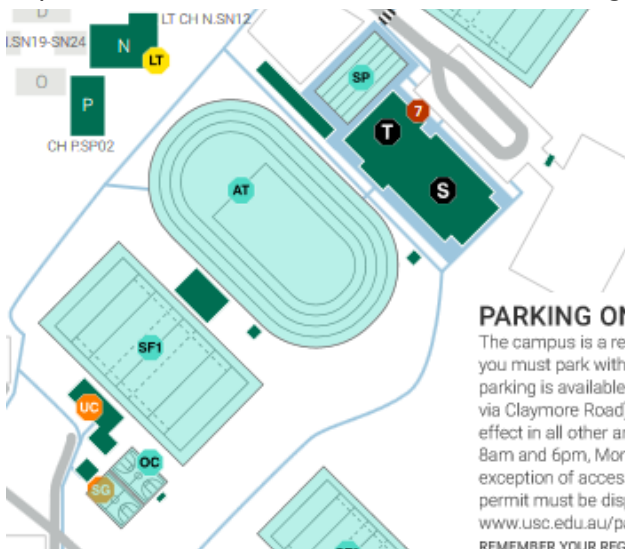 D
LT CH N.SN12
N
.SN19-SN24
LT
O
SP
P
7
T
CH P.SP02
AT
S
PARKING ON
The campus is a re
you must park with
SF1
parking is available
via Claymore Road)
UC
effect in all other ar
8am and 6pm, Mon
OC
exception of access
SG
permit must be disp
www.usc.edu.au/pa
REMEMBER YOUR REG